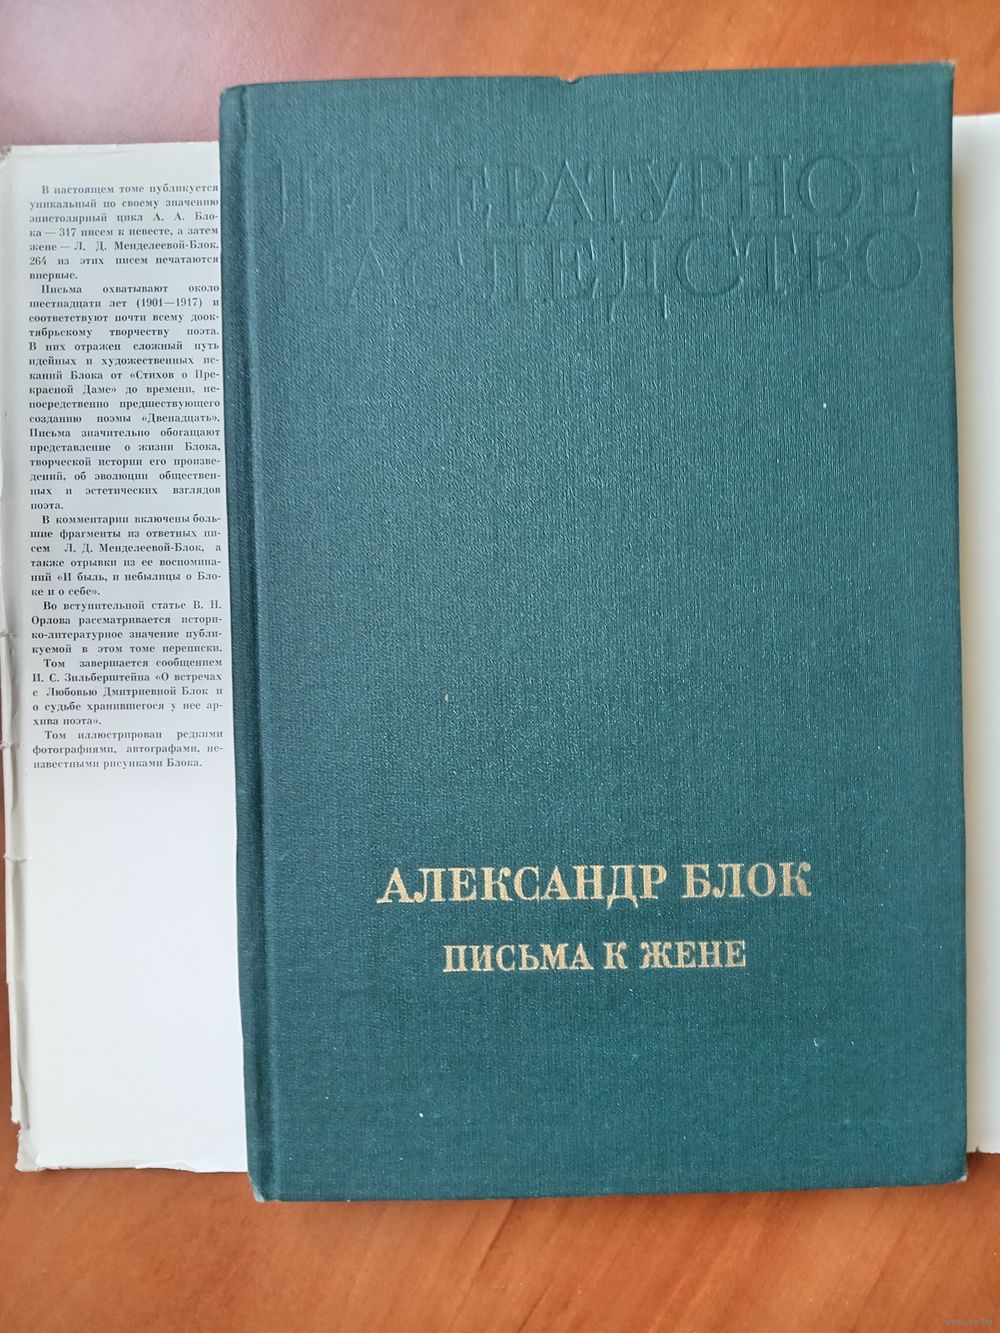 В настоящем томе публикуется
уникальный по своему значению
эпистолярный цикл А. А. Бло-
ка — 317 писем к невесте, а затем
жене — Л. Д. Менделеевой-Блок.
264 из этих писем печатаются
впервые.
Письма охватывают около
шестнадцати лет (1901—1917) и
соответствуют почти всему доок-
тябрьскому творчеству поэта.
В них отражен сложный путь
идейных и художественных ис-
каний Блока от «Стихов о Пре-
красной Даме» до времени, не-
посредственно предшествующего
созданию поэмы «Двенадцать».
Письма значительно обогащают
представление о жизни Блока,
творческой истории его произве-
дений, об эволюции обществен-
ных и эстетических взглядов
поэта.
В комментарии включены боль-
шие фрагменты из ответных пи-
сем Л. Д. Менделеевой-Блок, а
также отрывки из ее воспомина-
ний «И быль, и небылицы о Бло-
ке и о себе».
Во вступительной статье В. Н.
Орлова рассматривается истори-
ко-литературное значение публи-
куемой в этом томе переписки.
Том завершается сообщением
И. С. Зильберштейна «О встречах
с Любовью Дмитриевной Блок и
о судьбе хранившегося у нее ар-
хива поэта».
Том иллюстрирован редкими
фотографиями, автографами, не-
известными рисунками Блока.
ЛИТЕРАТУРНОЕ
НАСЛЕДСТВО
АЛЕКСАНДР БЛОК
ПИСЬМА К ЖЕНЕ
www.ay.by